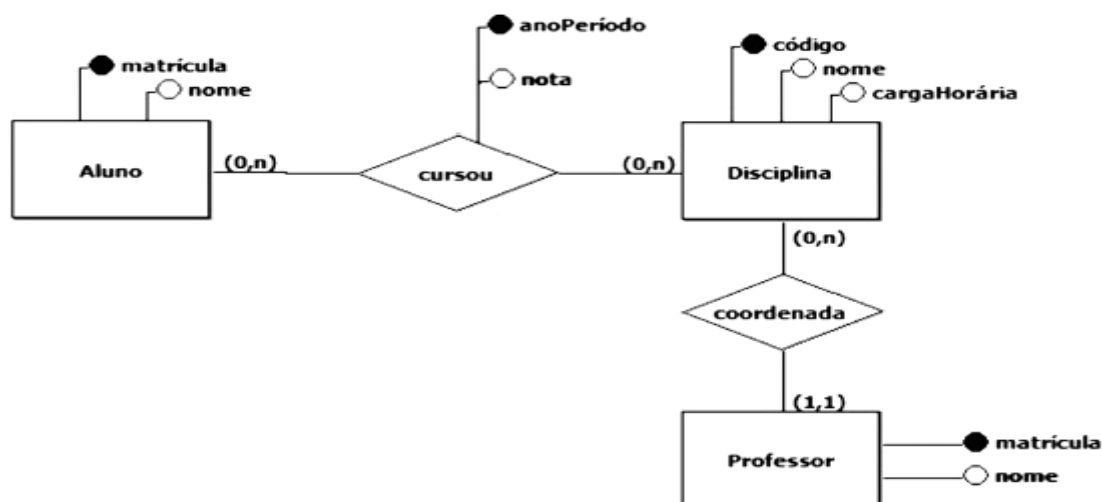 anoPeríodo
nota
matrícula
nome
código
nome
cargaHorária
Aluno
(0,n)
cursou
(0,n)
Disciplina
(0,n)
coordenada
(1,1)
Professor
matrícula
nome